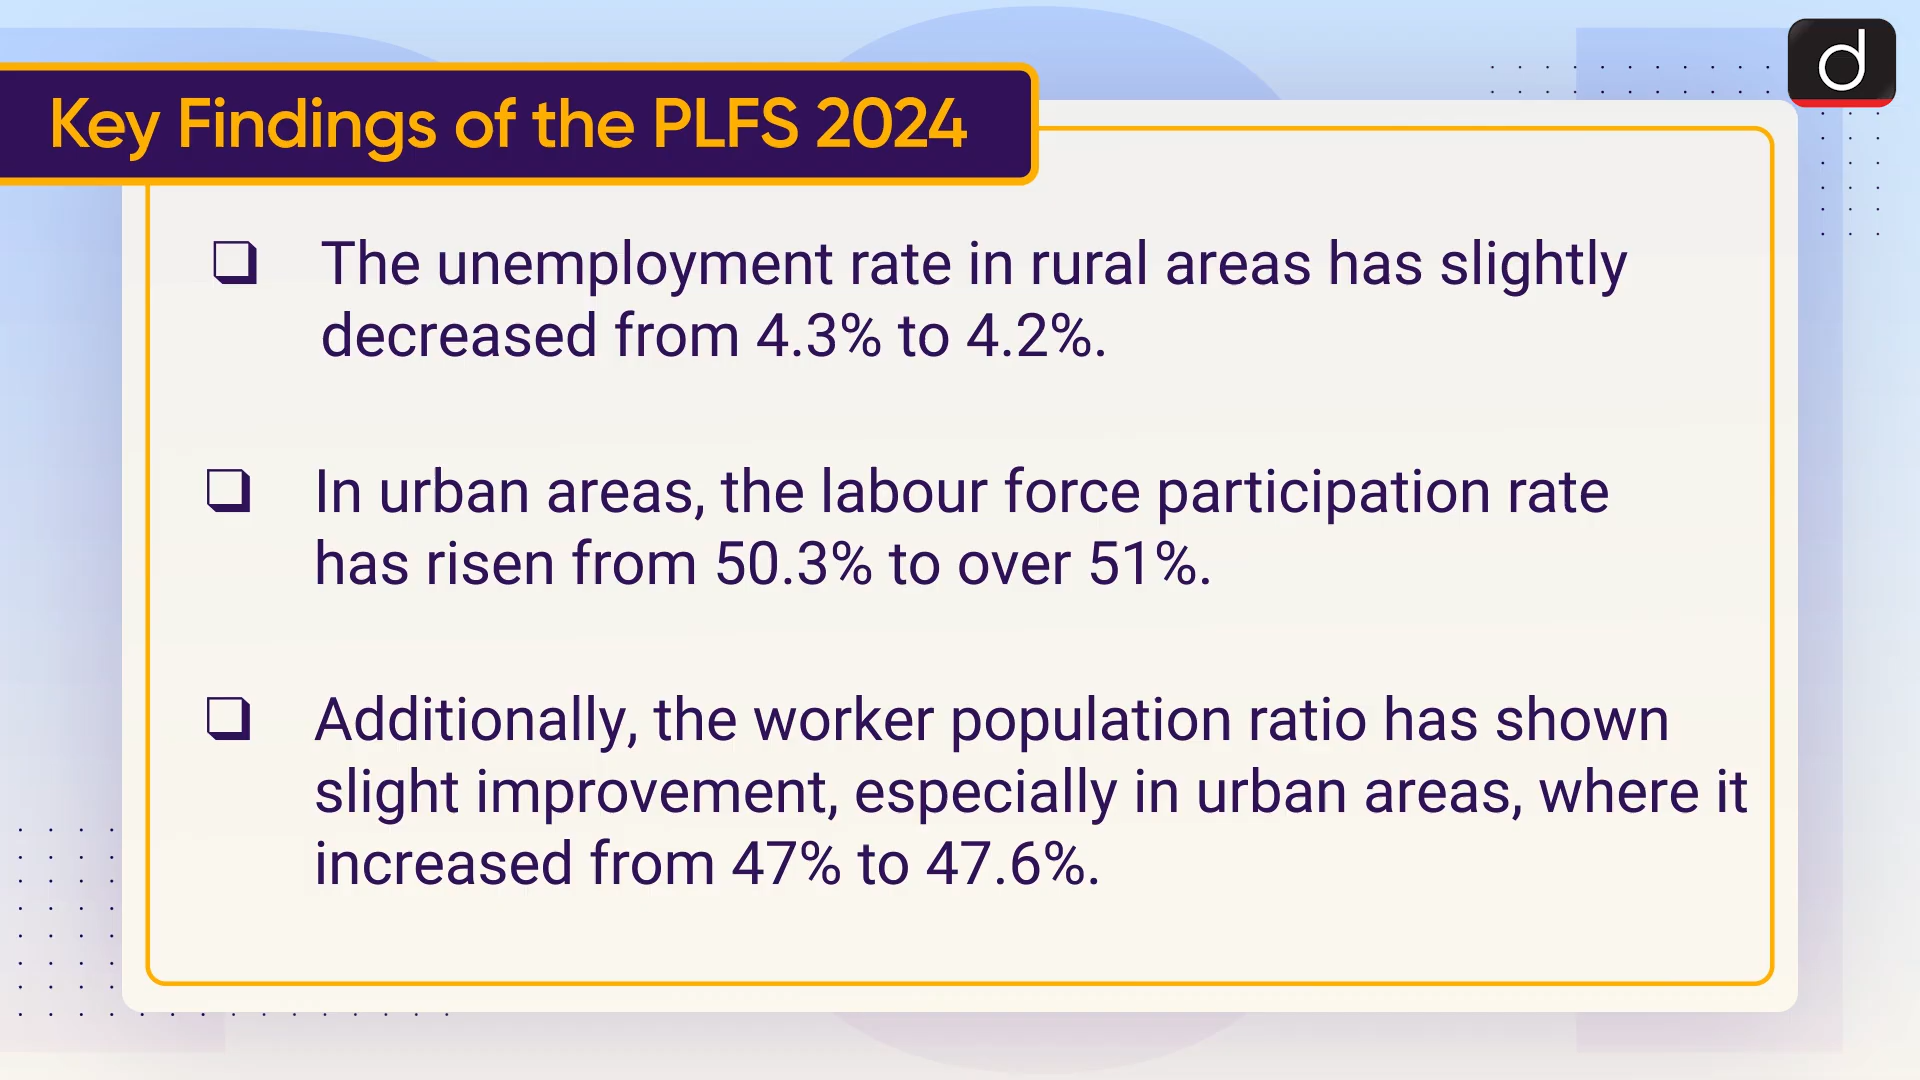 Key Findings of the PLFS 2024
d
❑ The unemployment rate in rural areas has slightly
decreased from 4.3% to 4.2%.
❑ In urban areas, the labour force participation rate
has risen from 50.3% to over 51%.
❑ Additionally, the worker population ratio has shown
slight improvement, especially in urban areas, where it
increased from 47% to 47.6%.